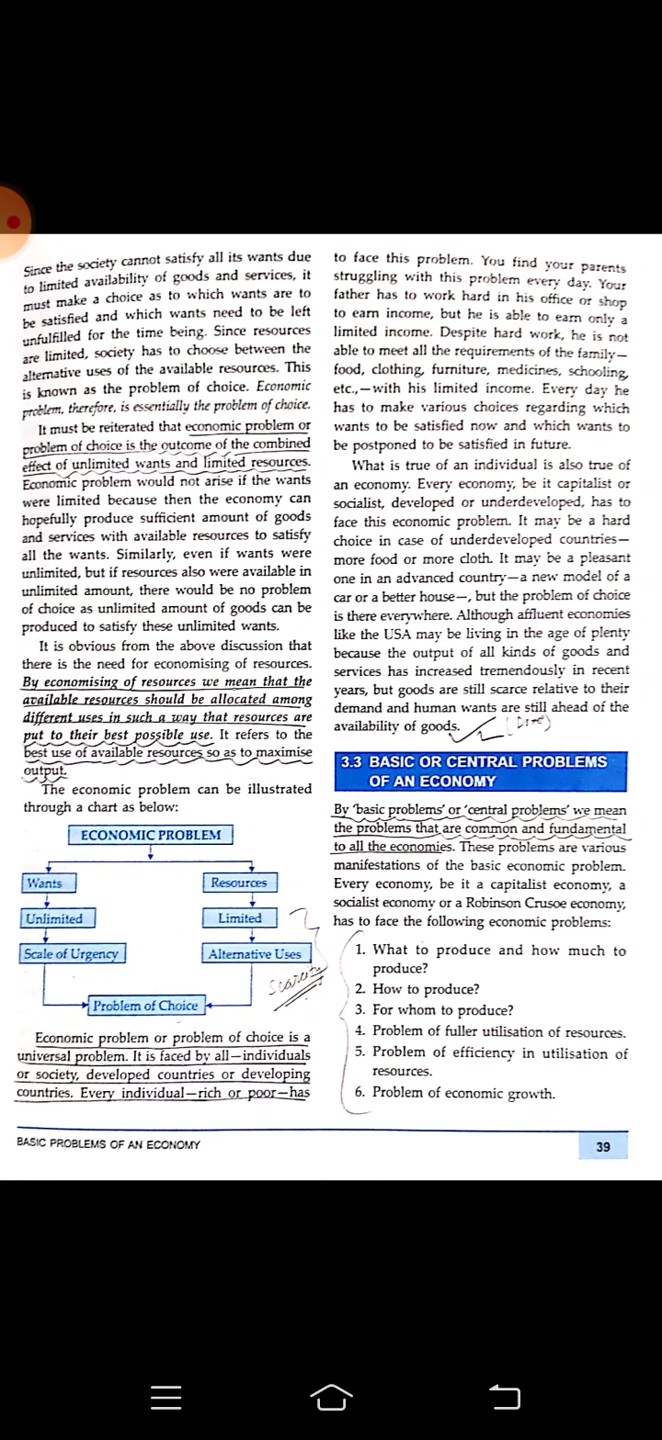 Since the society cannot satisfy all its wants due
to limited availability of goods and services, it
must make a choice as to which wants are to
be satisfied and which wants need to be left
unfulfilled for the time being. Since resources
are limited, society has to choose between the
alternative uses of the available resources. This
is known as the problem of choice. Economic
problem, therefore, is essentially the problem of choice.
It must be reiterated that economic problem or
problem of choice is the outcome of the combined
effect of unlimited wants and limited resources.
Economic problem would not arise if the wants
were limited because then the economy can
hopefully produce sufficient amount of goods
and services with available resources to satisfy
all the wants. Similarly, even if wants were
unlimited, but if resources also were available in
unlimited amount, there would be no problem
of choice as unlimited amount of goods can be
produced to satisfy these unlimited wants.
It is obvious from the above discussion that
there is the need for economising of resources.
By economising of resources we mean that the
available resources should be allocated among
different uses in such a way that resources are
put to their best possible use. It refers to the
best use of available resources so as to maximise
output.
The economic problem can be illustrated
through a chart as below:
ECONOMIC PROBLEM
Wants
Resources
Unlimited
Limited
Scale of Urgency
Alternative Uses
Scarcity
Problem of Choice
Economic problem or problem of choice is a
universal problem. It is faced by all—individuals
or society, developed countries or developing
countries. Every individual—rich or poor—has
to face this problem. You find your parents
struggling with this problem every day. Your
father has to work hard in his office or shop
to earn income, but he is able to earn only a
limited income. Despite hard work, he is not
able to meet all the requirements of the family—
food, clothing, furniture, medicines, schooling,
etc.,—with his limited income. Every day he
has to make various choices regarding which
wants to be satisfied now and which wants to
be postponed to be satisfied in future.
What is true of an individual is also true of
an economy. Every economy, be it capitalist or
socialist, developed or underdeveloped, has to
face this economic problem. It may be a hard
choice in case of underdeveloped countries—
more food or more cloth. It may be a pleasant
one in an advanced country—a new model of a
car or a better house—, but the problem of choice
is there everywhere. Although affluent economies
like the USA may be living in the age of plenty
because the output of all kinds of goods and
services has increased tremendously in recent
years, but goods are still scarce relative to their
demand and human wants are still ahead of the
availability of goods.
3.3 BASIC OR CENTRAL PROBLEMS
OF AN ECONOMY
By 'basic problems' or 'central problems' we mean
the problems that are common and fundamental
to all the economies. These problems are various
manifestations of the basic economic problem.
Every economy, be it a capitalist economy, a
socialist economy or a Robinson Crusoe economy,
has to face the following economic problems:
1. What to produce and how much to
produce?
2. How to produce?
3. For whom to produce?
4. Problem of fuller utilisation of resources.
5. Problem of efficiency in utilisation of
resources.
6. Problem of economic growth.
BASIC PROBLEMS OF AN ECONOMY
39